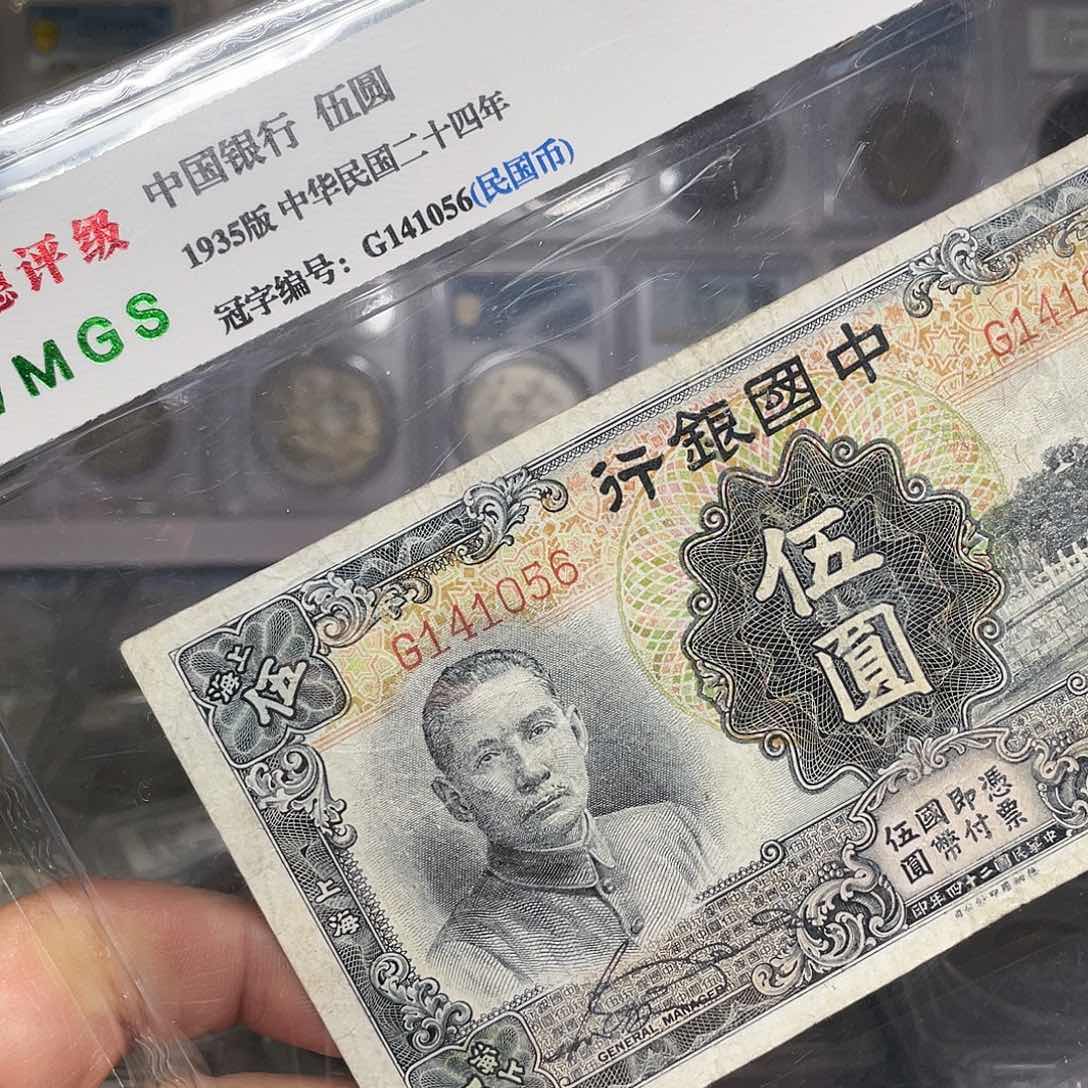 中国银行 伍圆
1935版 中华民国二十四年
冠字编号：G141056(民国币)
评级
MGS
中國銀行
G141
G141056
伍圓
上海
伍
上海
憑票
即付
國幣
伍圓
中華民國二十四年印
GENERAL MANAGER
上海